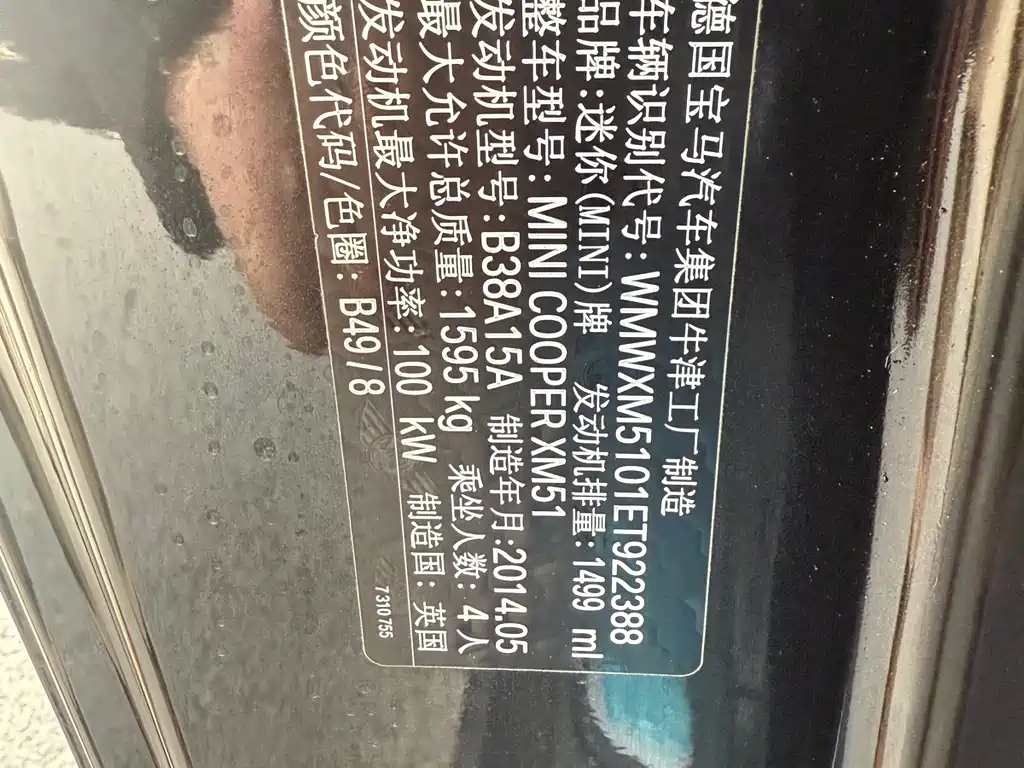 德国宝马汽车集团牛津工厂制造
车辆识别代号:WMWXM5101ET922388
品牌:迷你(MINI)牌 发动机排量:1499 ml
整车型号:MINI COOPER XM51
发动机型号:B38A15A 制造年月:2014.05
最大允许总质量:1595 kg 乘坐人数:4人
发动机最大净功率:100 kW 制造国:英国
颜色代码/色圈:B49/8 7310755